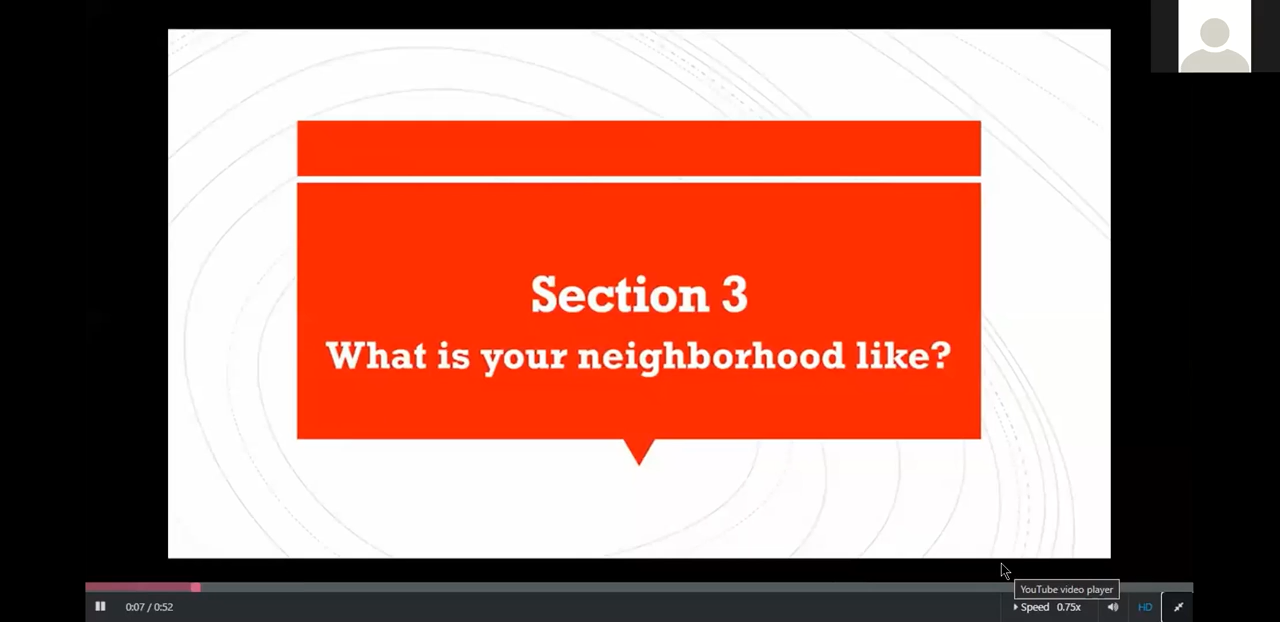 Section 3
What is your neighborhood like?
YouTube video player
0:07 / 0:52
Speed 0.75x
HD